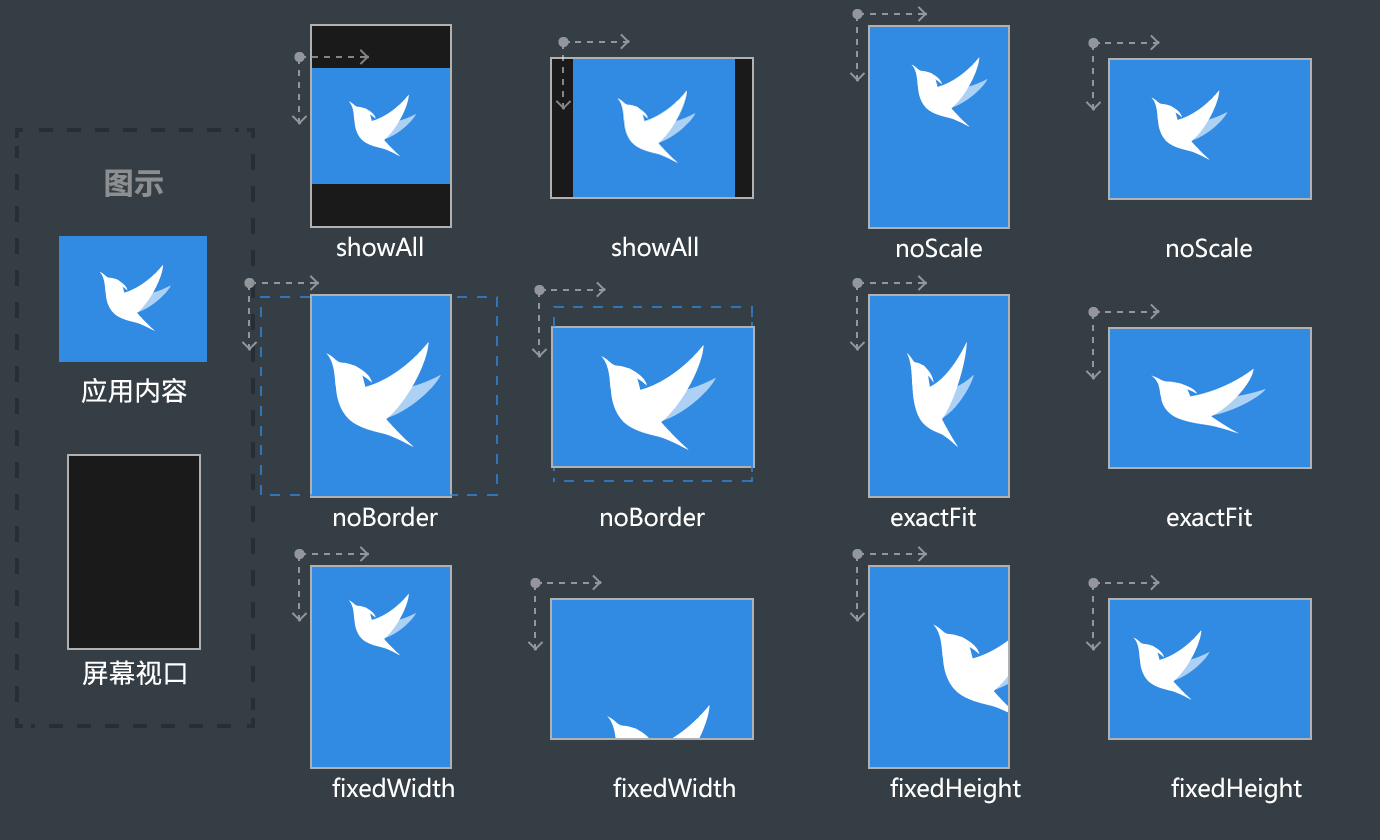 图示
应用内容
屏幕视口
showAll
showAll
noScale
noScale
noBorder
noBorder
exactFit
exactFit
fixedWidth
fixedWidth
fixedHeight
fixedHeight